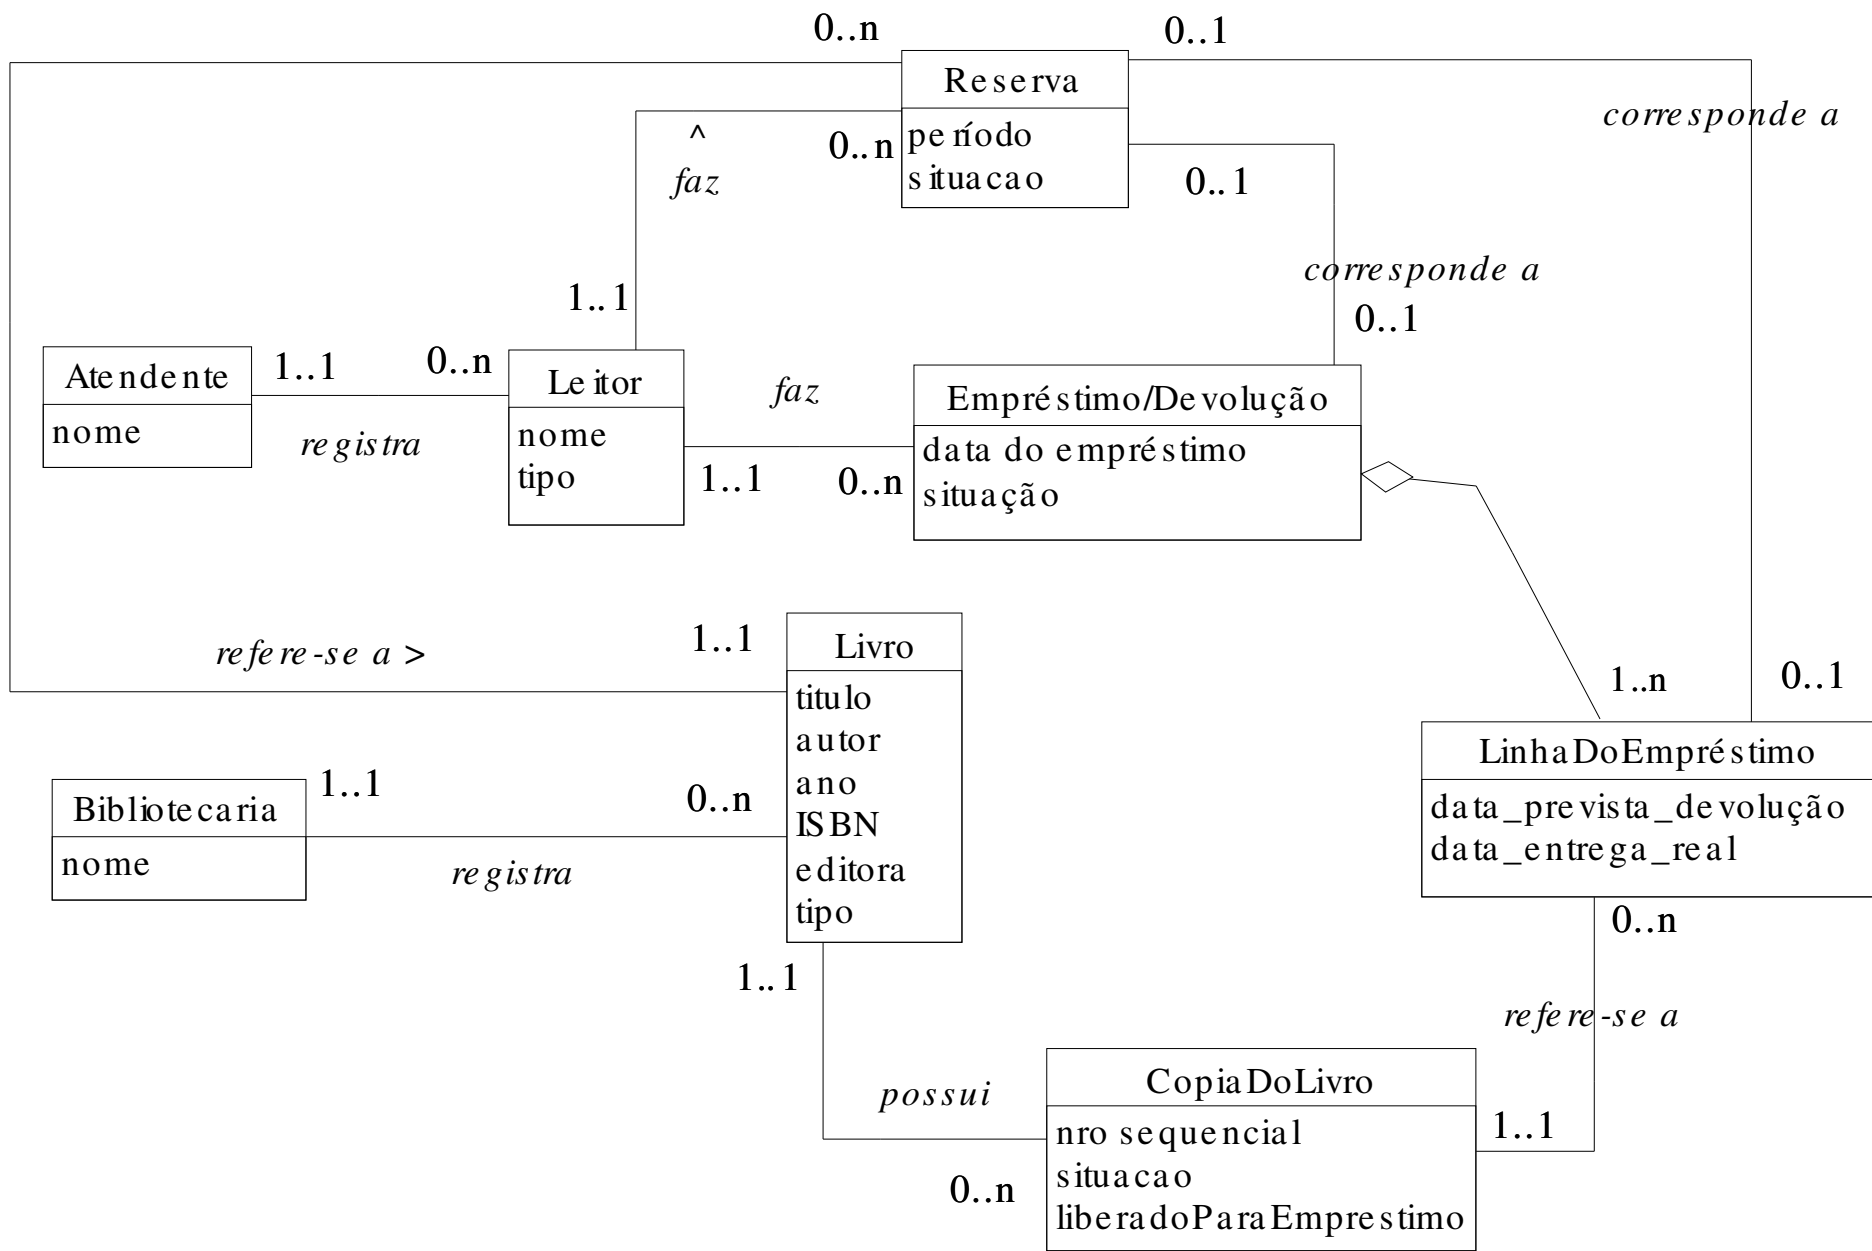 0..n
0..1
Reserva
corresponde a
^
0..n
período
faz
situacao
0..1
corresponde a
1..1
0..1
Atendente
1..1
0..n
Leitor
faz
Empréstimo/Devolução
nome
registra
nome
tipo
1..1
0..n
data do empréstimo
situação
refere-se a >
1..1
Livro
1..n
0..1
titulo
autor
ano
ISBN
editora
tipo
LinhaDoEmpréstimo
data_prevista_devolução
data_entrega_real
Bibliotecaria
1..1
0..n
nome
registra
0..n
1..1
refere-se a
possui
CopiaDoLivro
nro sequencial
situacao
liberadoParaEmprestimo
1..1
0..n